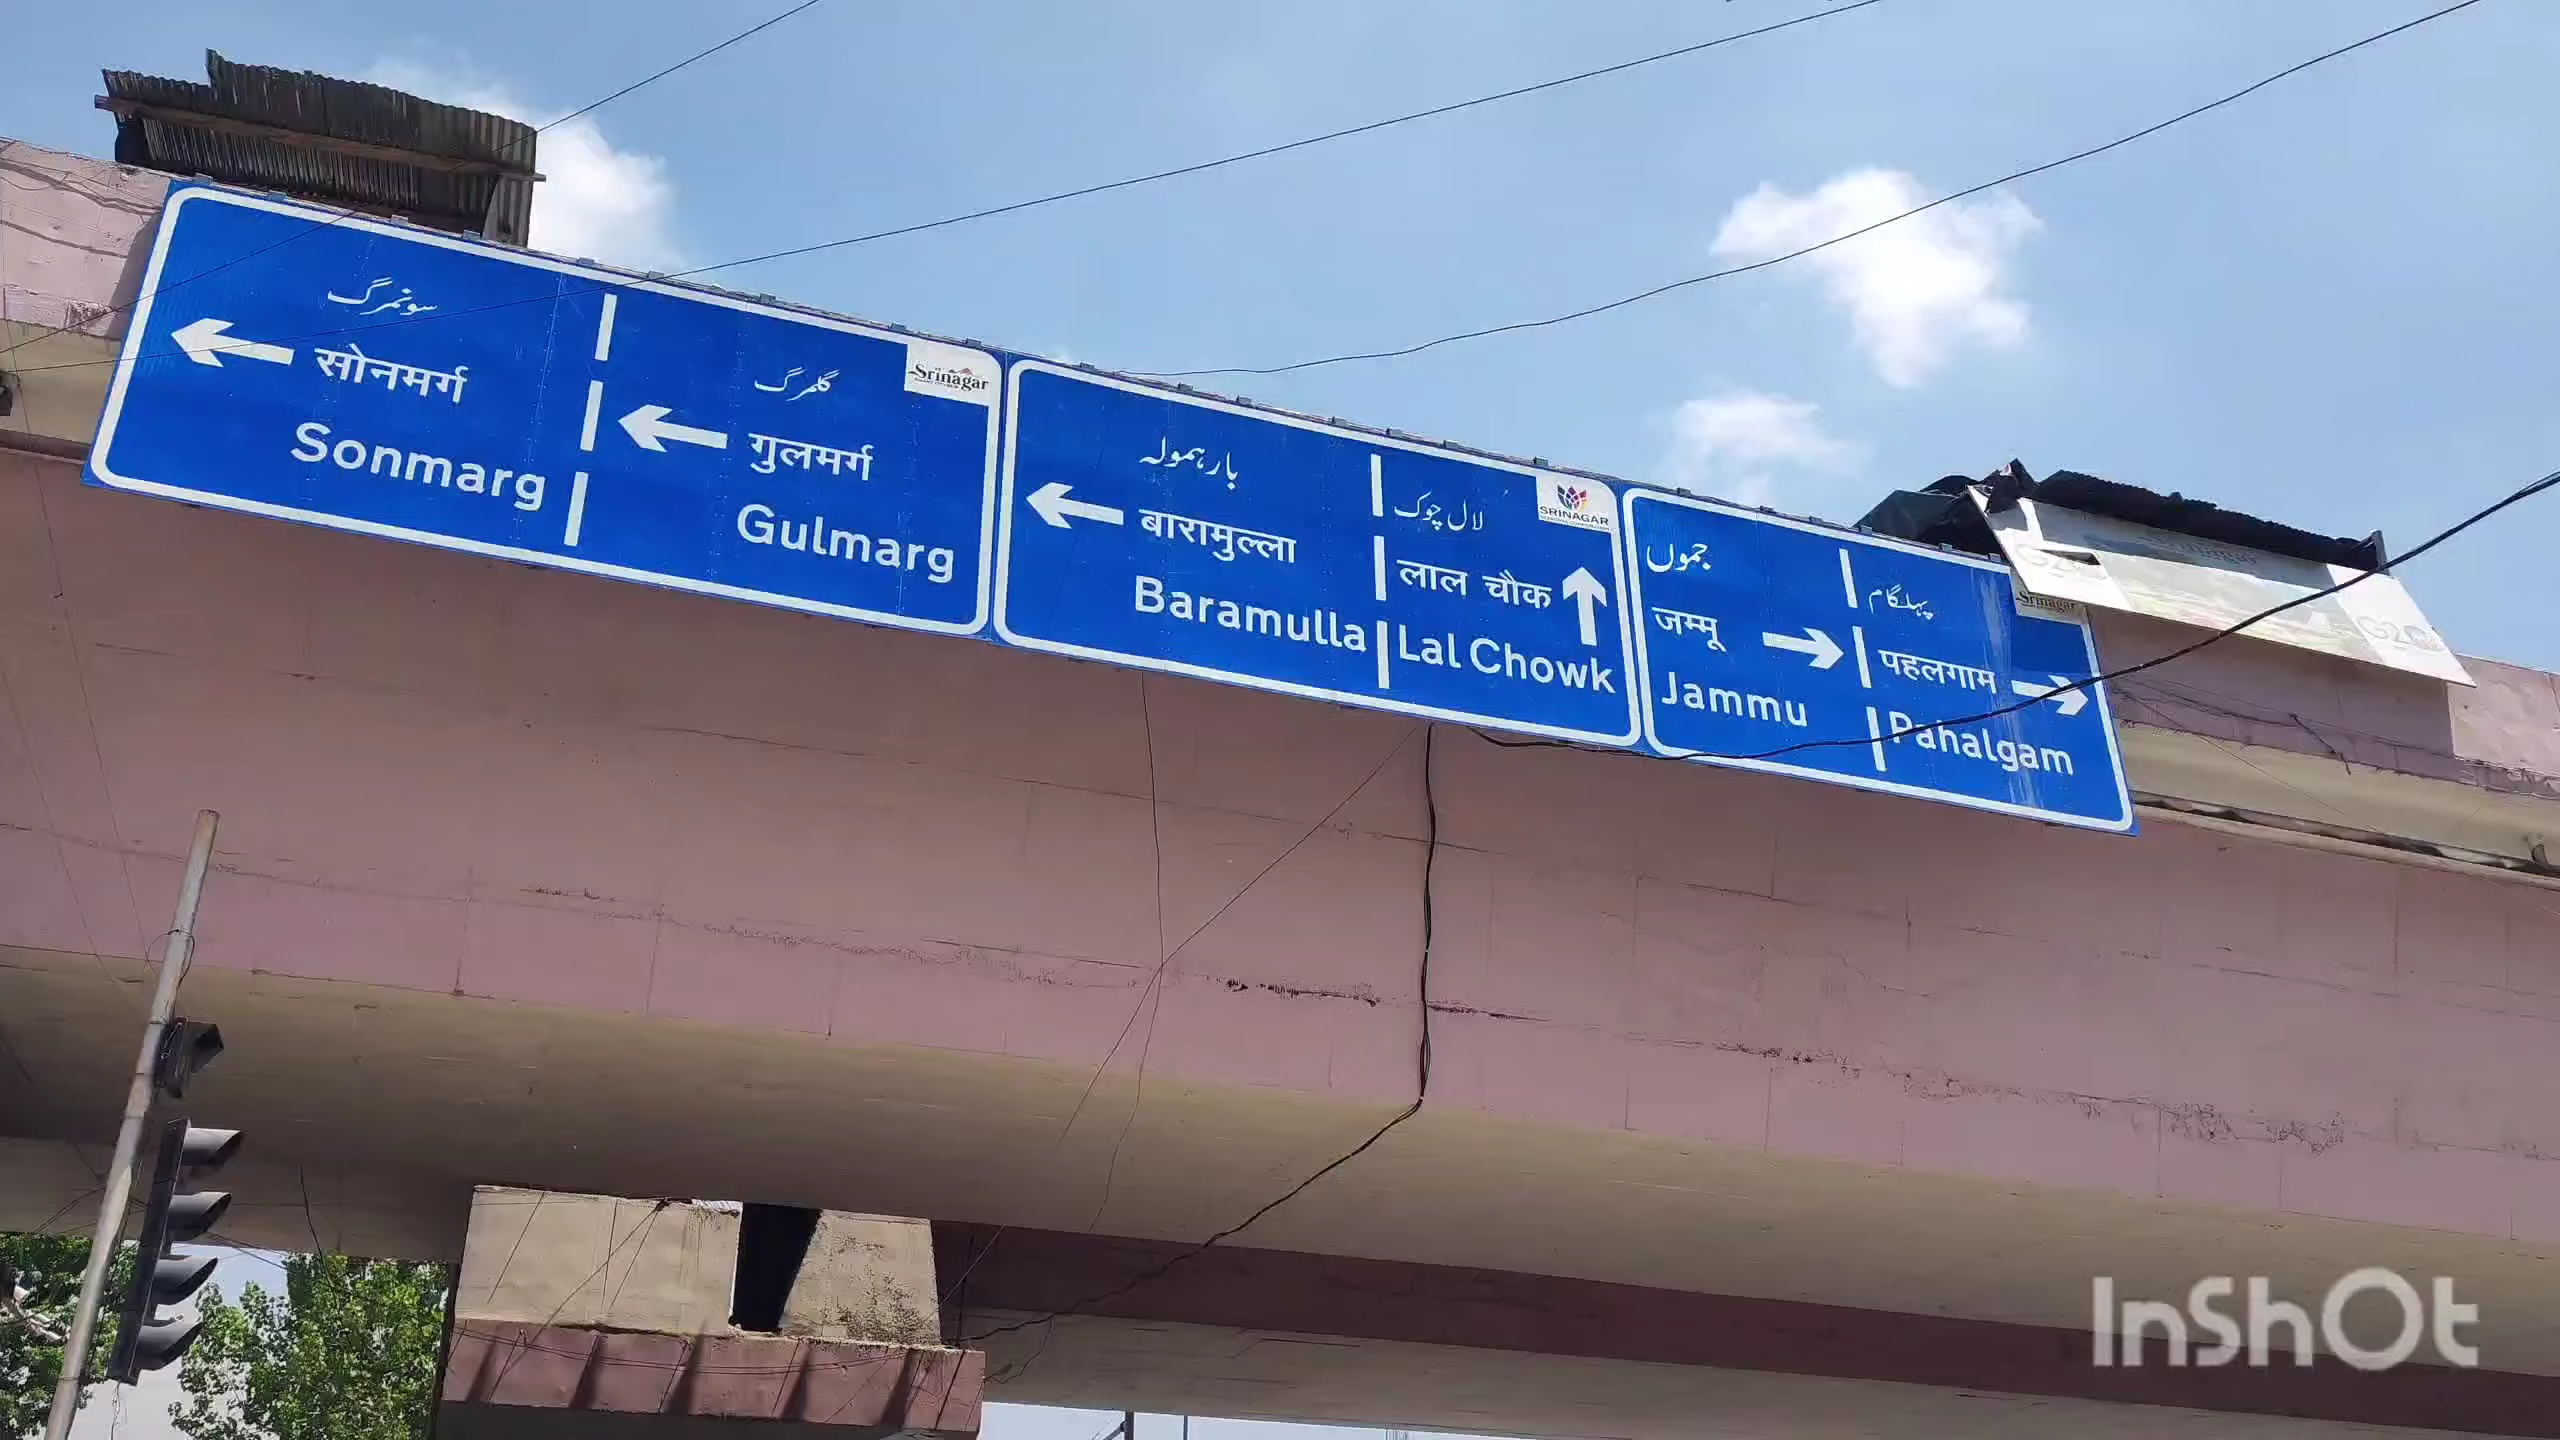 سونمرگ
सोनमर्ग
Sonmarg
گلمرگ
गुलमर्ग
Gulmarg
Srinagar
بارہمولہ
बारामुल्ला
Baramulla
لال چوک
लाल चौक
Lal Chowk
SRINAGAR
جموں
जम्मू
Jammu
پہلگام
पहलगाम
Pahalgam
Srinagar
InShOt